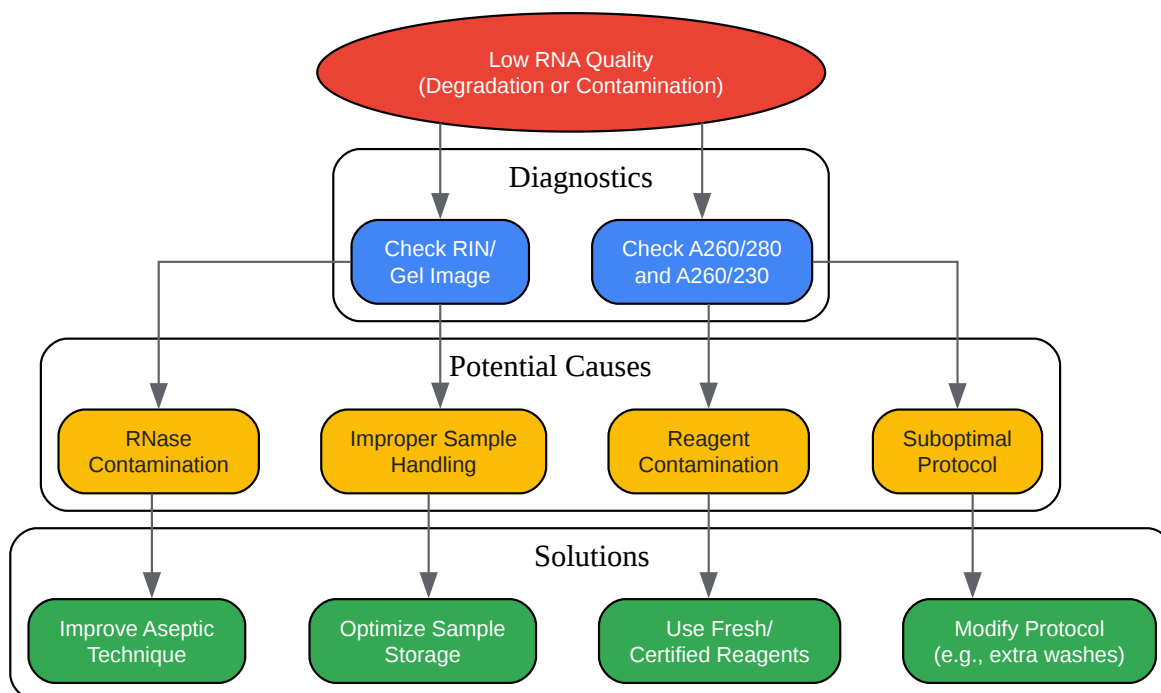 Low RNA Quality
(Degradation or Contamination)
Diagnostics
Check RIN/
Gel Image
Check A260/280
and A260/230
Potential Causes
RNase
Contamination
Improper Sample
Handling
Reagent
Contamination
Suboptimal
Protocol
Solutions
Improve Aseptic
Technique
Optimize Sample
Storage
Use Fresh/
Certified Reagents
Modify Protocol
(e.g., extra washes)